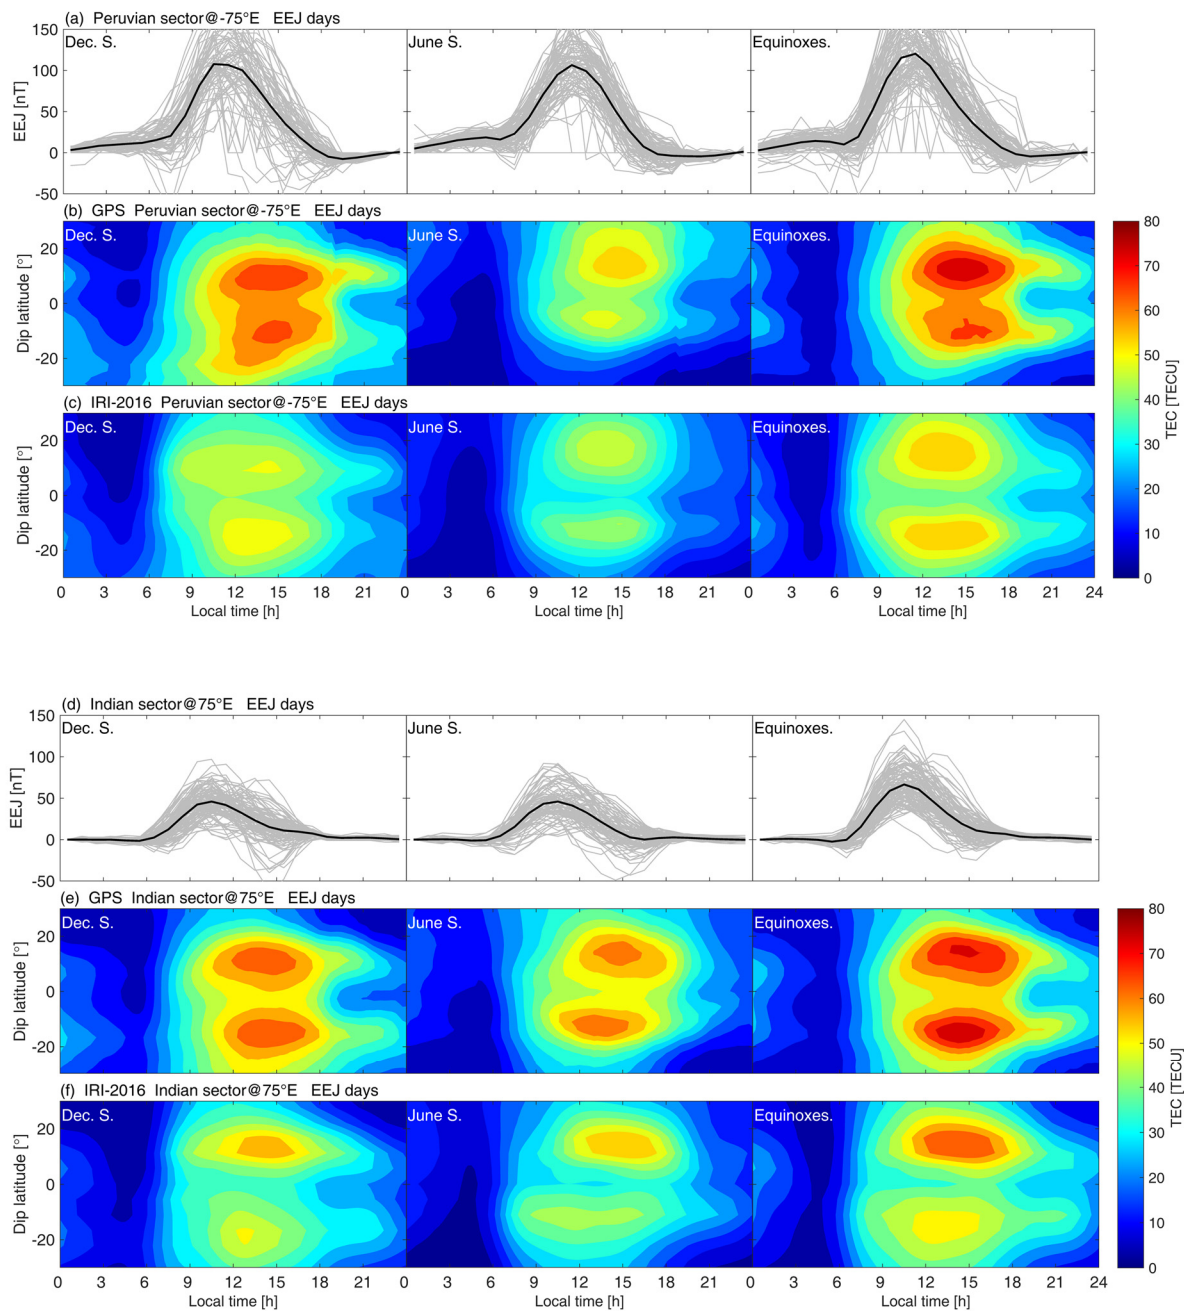 (a) Peruvian sector@-75°E EEJ days
Dec. S.
June S.
Equinoxes.
EEJ [nT]
150
100
50
0
-50
(b) GPS Peruvian sector@-75°E EEJ days
Dec. S.
June S.
Equinoxes.
Dip latitude [°]
20
0
-20
(c) IRI-2016 Peruvian sector@-75°E EEJ days
Dec. S.
June S.
Equinoxes.
Dip latitude [°]
20
0
-20
0 3 6 9 12 15 18 21 0 3 6 9 12 15 18 21 0 3 6 9 12 15 18 21 24
Local time [h] Local time [h] Local time [h]
80
70
60
50
40
30
20
10
0
TEC [TECU]
(d) Indian sector@75°E EEJ days
Dec. S.
June S.
Equinoxes.
EEJ [nT]
150
100
50
0
-50
(e) GPS Indian sector@75°E EEJ days
Dec. S.
June S.
Equinoxes.
Dip latitude [°]
20
0
-20
(f) IRI-2016 Indian sector@75°E EEJ days
Dec. S.
June S.
Equinoxes.
Dip latitude [°]
20
0
-20
0 3 6 9 12 15 18 21 0 3 6 9 12 15 18 21 0 3 6 9 12 15 18 21 24
Local time [h] Local time [h] Local time [h]
80
70
60
50
40
30
20
10
0
TEC [TECU]